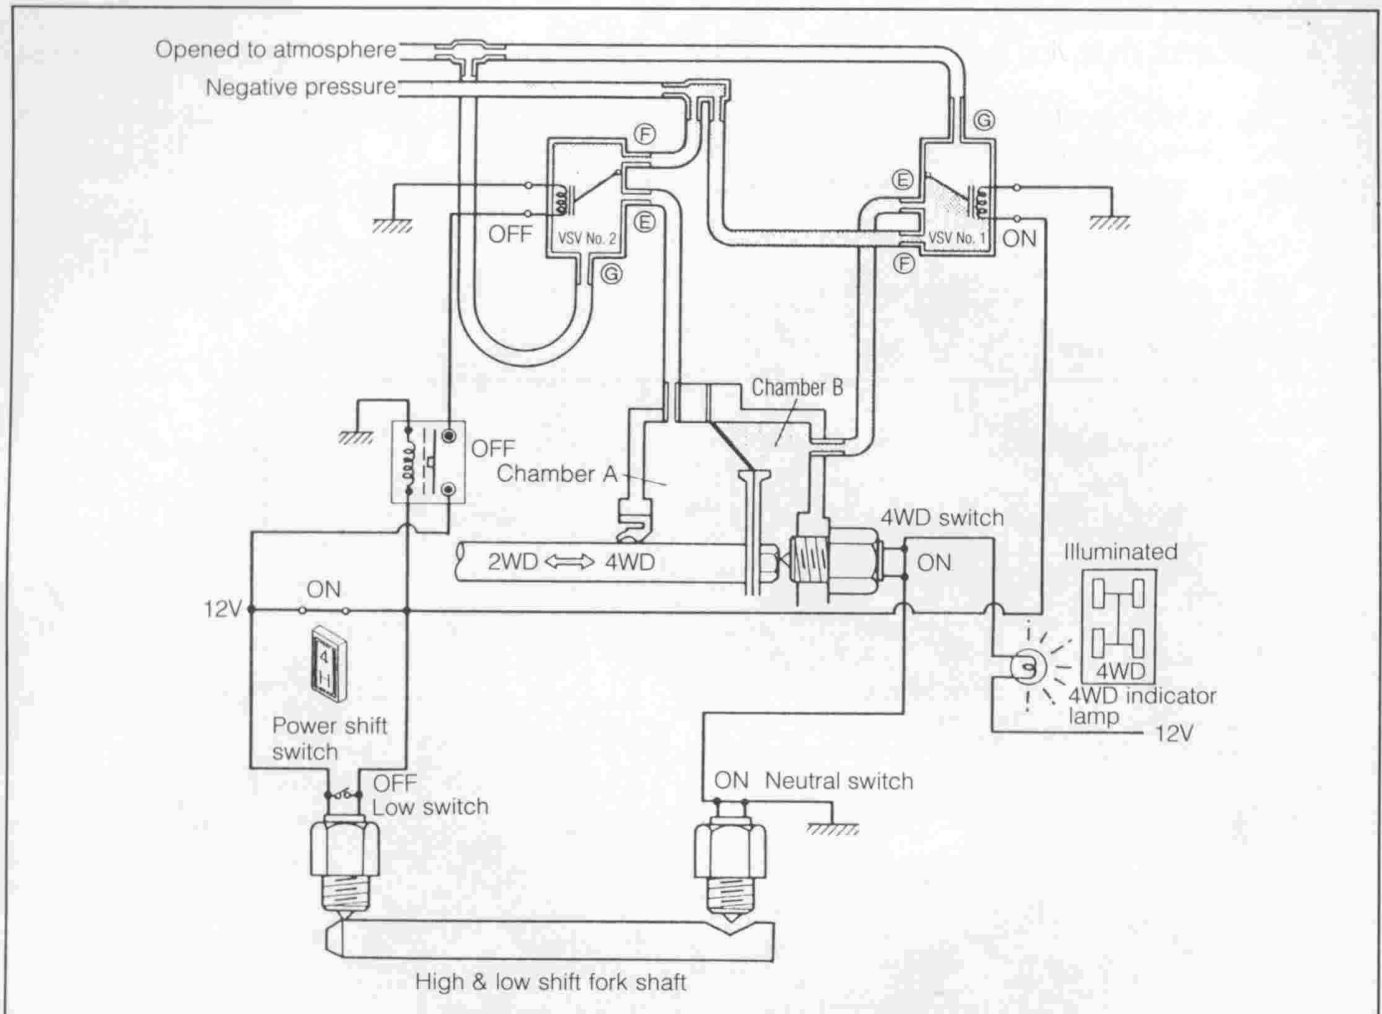 Opened to atmosphere
Negative pressure
G
F
E
OFF
VSV No. 2
E
G
VSV No. 1
ON
F
Chamber B
OFF
Chamber A
4WD switch
2WD 4WD
ON
Illuminated
ON
12V
4
H
4WD
4WD indicator
lamp
12V
Power shift
switch
OFF
Low switch
ON Neutral switch
High & low shift fork shaft